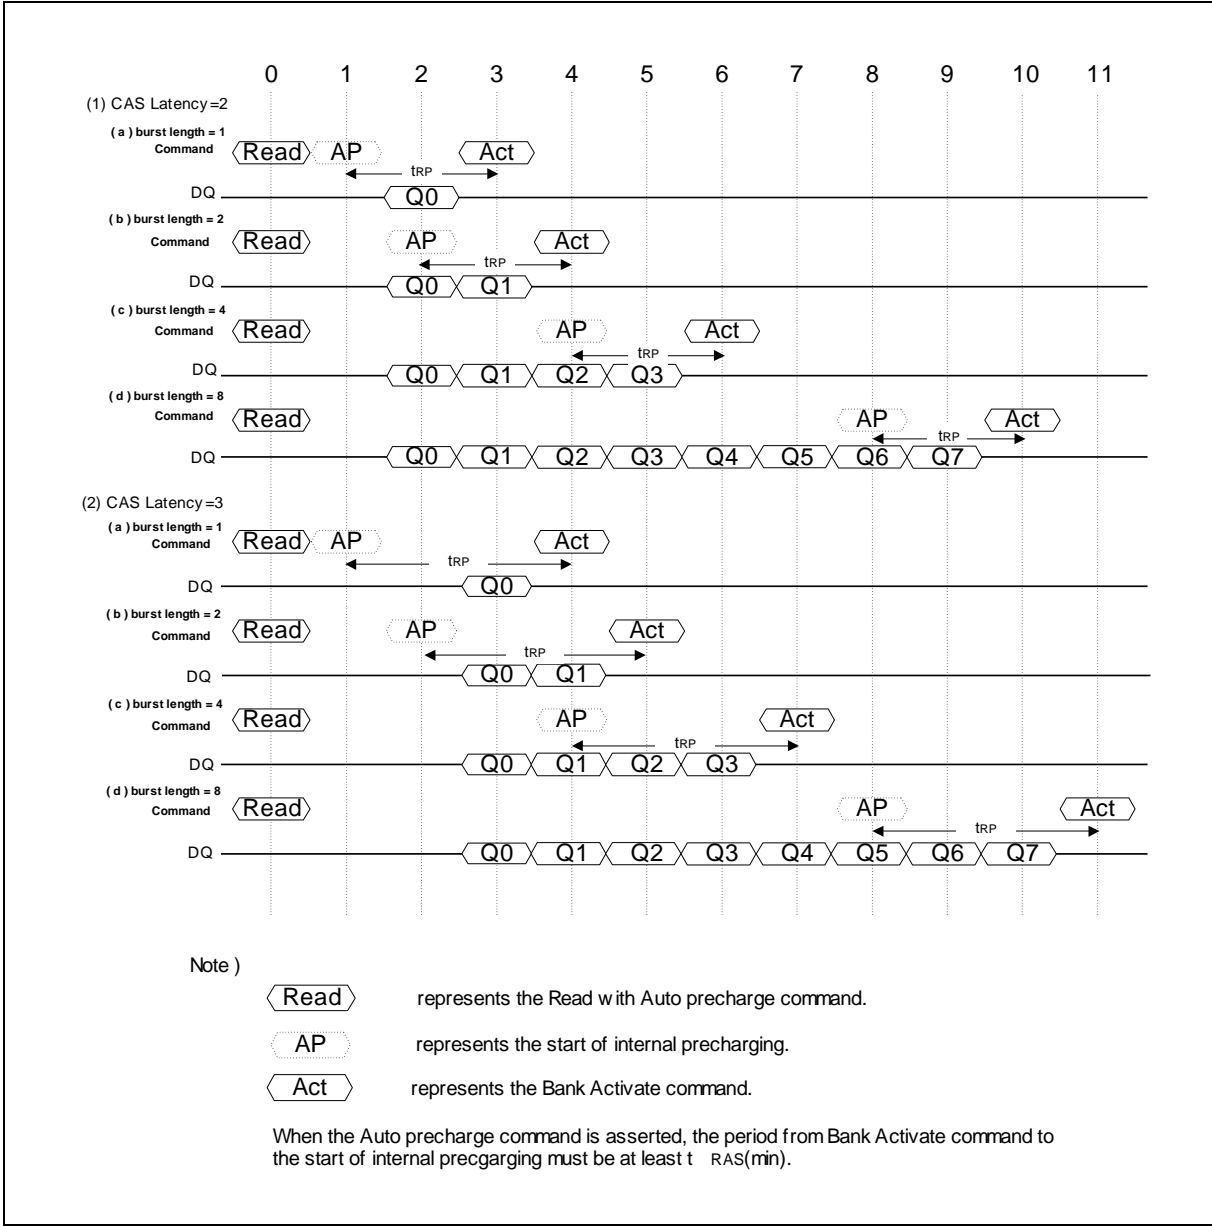 0 1 2 3 4 5 6 7 8 9 10 11
(1) CAS Latency=2
( a ) burst length = 1
Command Read AP Act
tRP
DQ Q0
( b ) burst length = 2
Command Read AP Act
tRP
DQ Q0 Q1
( c ) burst length = 4
Command Read AP Act
tRP
DQ Q0 Q1 Q2 Q3
( d ) burst length = 8
Command Read AP Act
tRP
DQ Q0 Q1 Q2 Q3 Q4 Q5 Q6 Q7
(2) CAS Latency=3
( a ) burst length = 1
Command Read AP Act
tRP
DQ Q0
( b ) burst length = 2
Command Read AP Act
tRP
DQ Q0 Q1
( c ) burst length = 4
Command Read AP Act
tRP
DQ Q0 Q1 Q2 Q3
( d ) burst length = 8
Command Read AP Act
tRP
DQ Q0 Q1 Q2 Q3 Q4 Q5 Q6 Q7
Note )
Read represents the Read with Auto precharge command.
AP represents the start of internal precharging.
Act represents the Bank Activate command.
When the Auto precharge command is asserted, the period from Bank Activate command to
the start of internal precgarging must be at least t RAS(min).